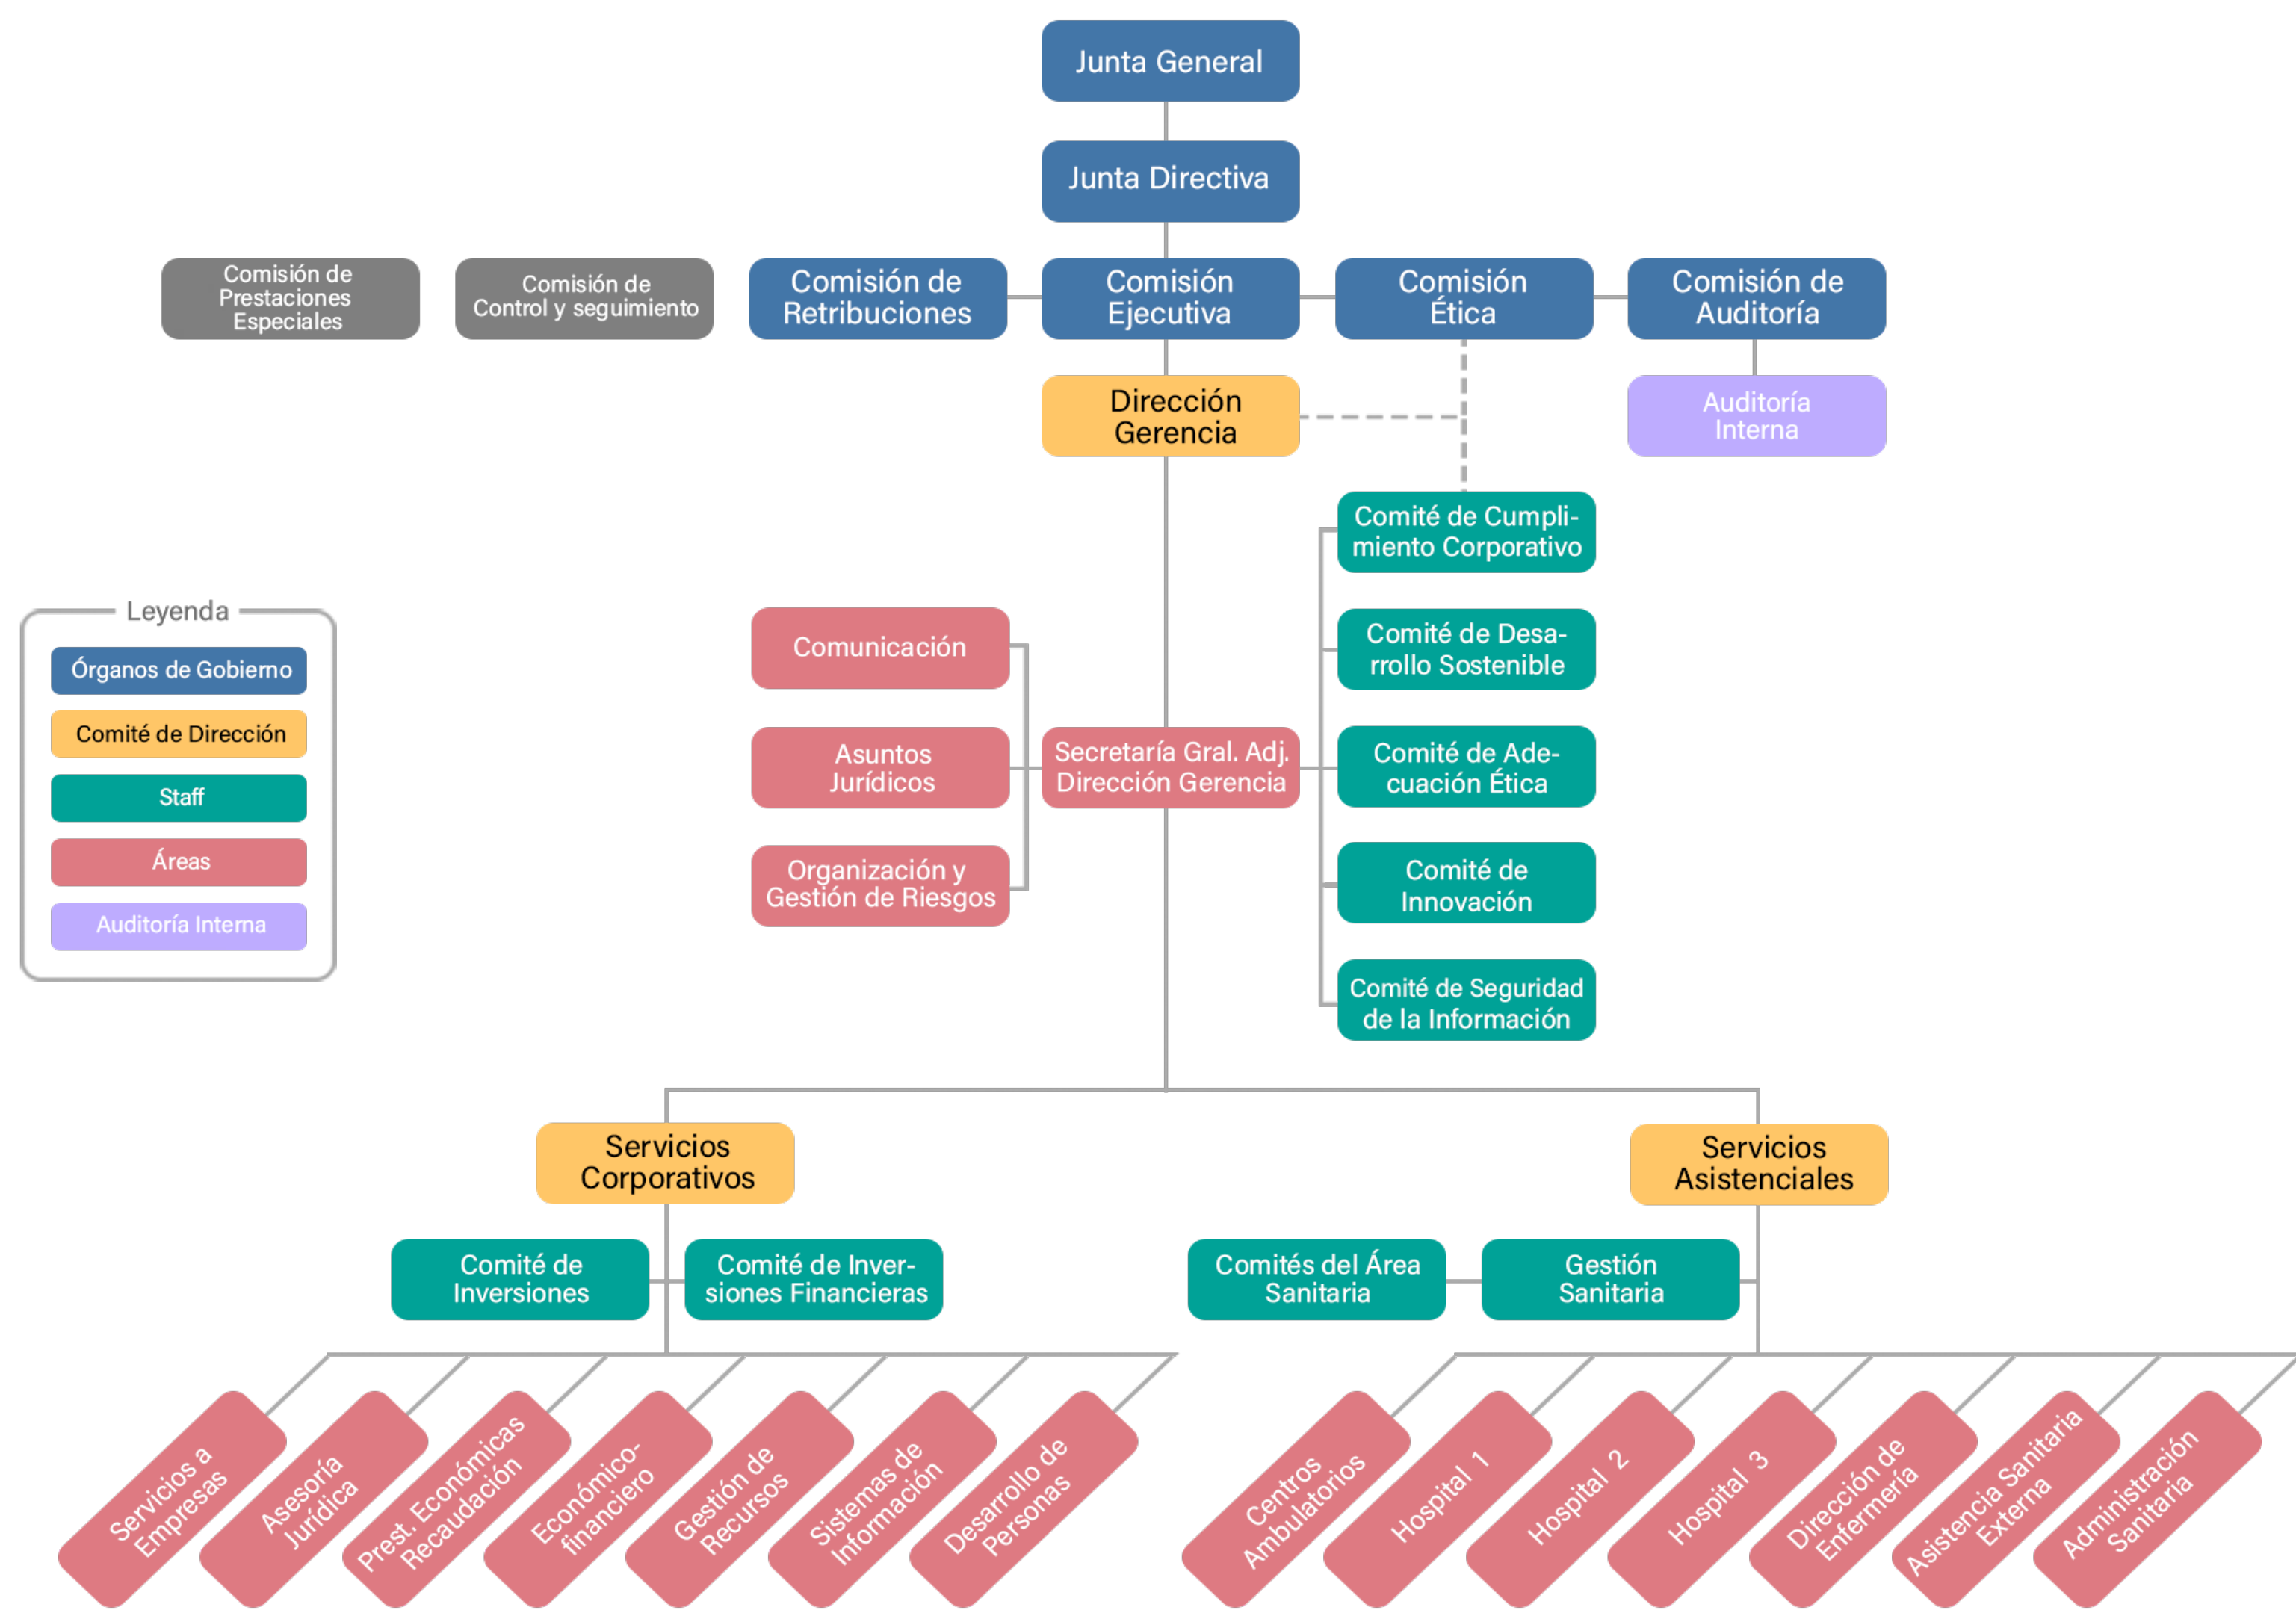 Junta General
Junta Directiva
Comisión de
Prestaciones
Especiales
Comisión de
Control y seguimiento
Comisión de
Retribuciones
Comisión
Ejecutiva
Comisión
Ética
Comisión de
Auditoría
Dirección
Gerencia
Auditoría
Interna
Comité de Cumpli-
miento Corporativo
Leyenda
Órganos de Gobierno
Comité de Dirección
Staff
Áreas
Auditoría Interna
Comunicación
Asuntos
Jurídicos
Organización y
Gestión de Riesgos
Secretaría Gral. Adj.
Dirección Gerencia
Comité de Desa-
rrollo Sostenible
Comité de Ade-
cuación Ética
Comité de
Innovación
Comité de Seguridad
de la Información
Servicios
Corporativos
Servicios
Asistenciales
Comité de
Inversiones
Comité de Inver-
siones Financieras
Comités del Área
Sanitaria
Gestión
Sanitaria
Servicios a
Empresas
Asesoría
Jurídica
Prest. Económicas
Recaudación
Económico-
financiero
Gestión de
Recursos
Sistemas de
Información
Desarrollo de
Personas
Centros
Ambulatorios
Hospital 1
Hospital 2
Hospital 3
Dirección de
Enfermería
Asistencia Sanitaria
Externa
Administración
Sanitaria